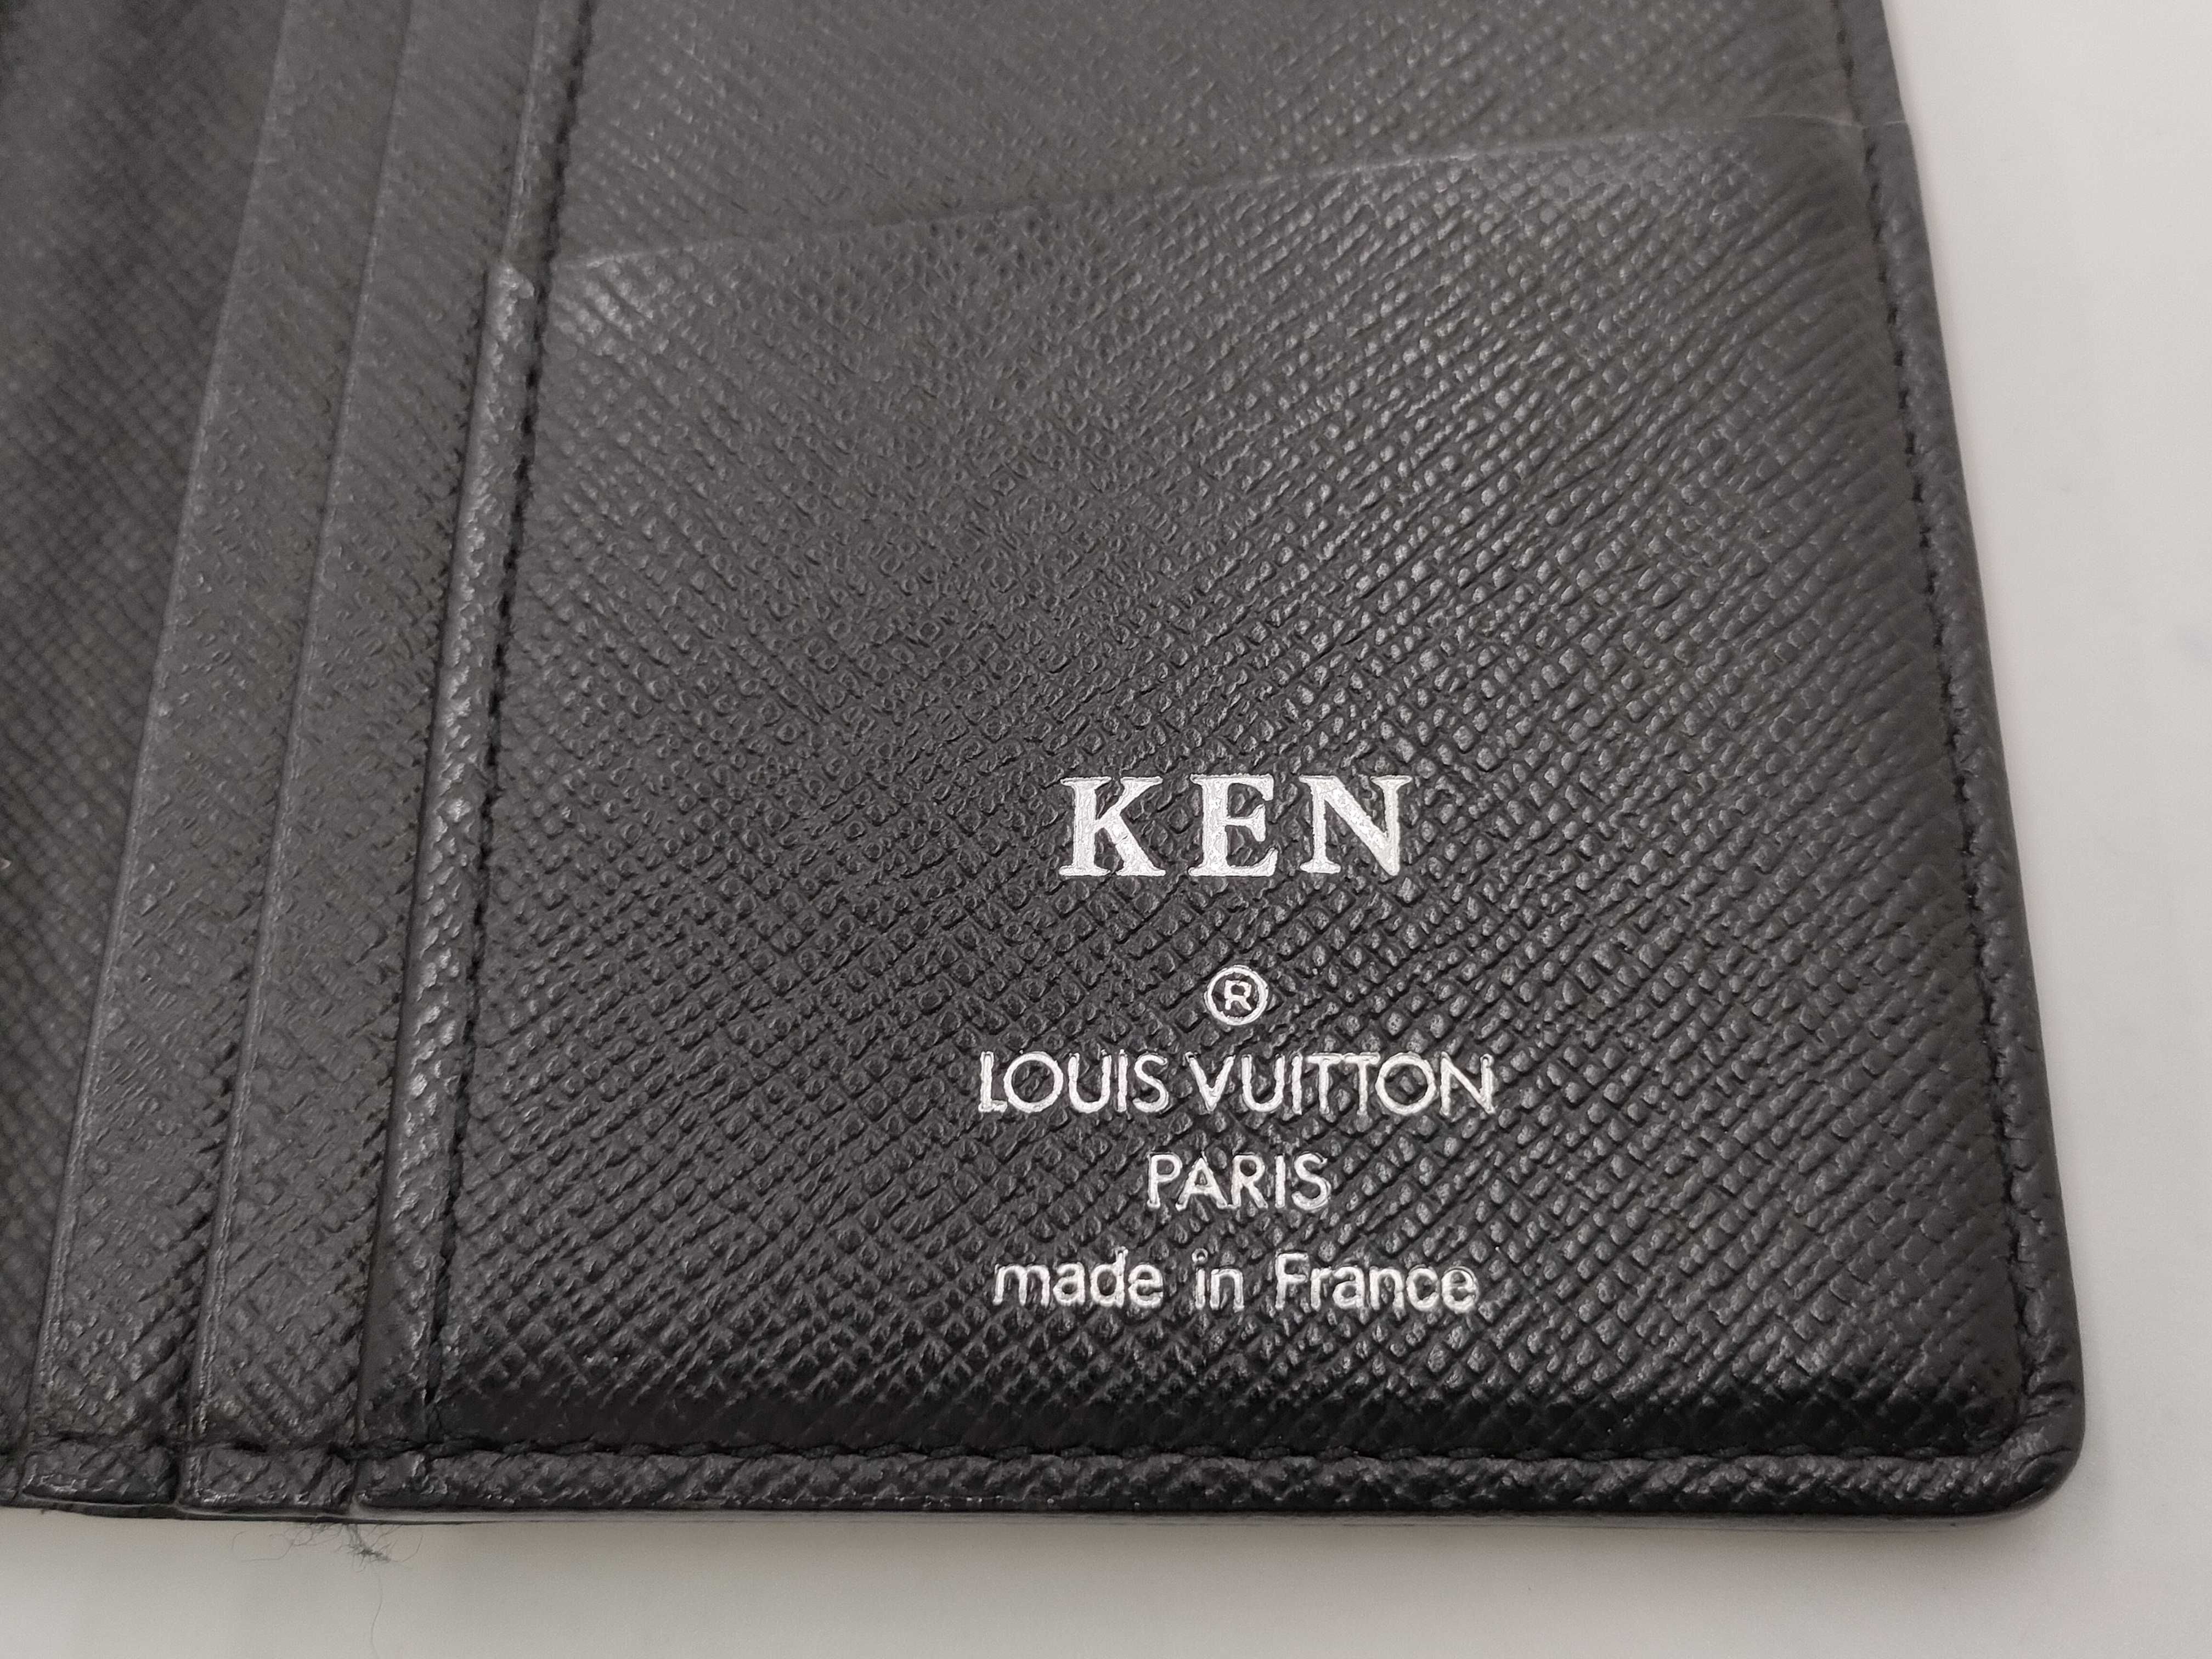 KEN
®
LOUIS VUITTON
PARIS
made in France